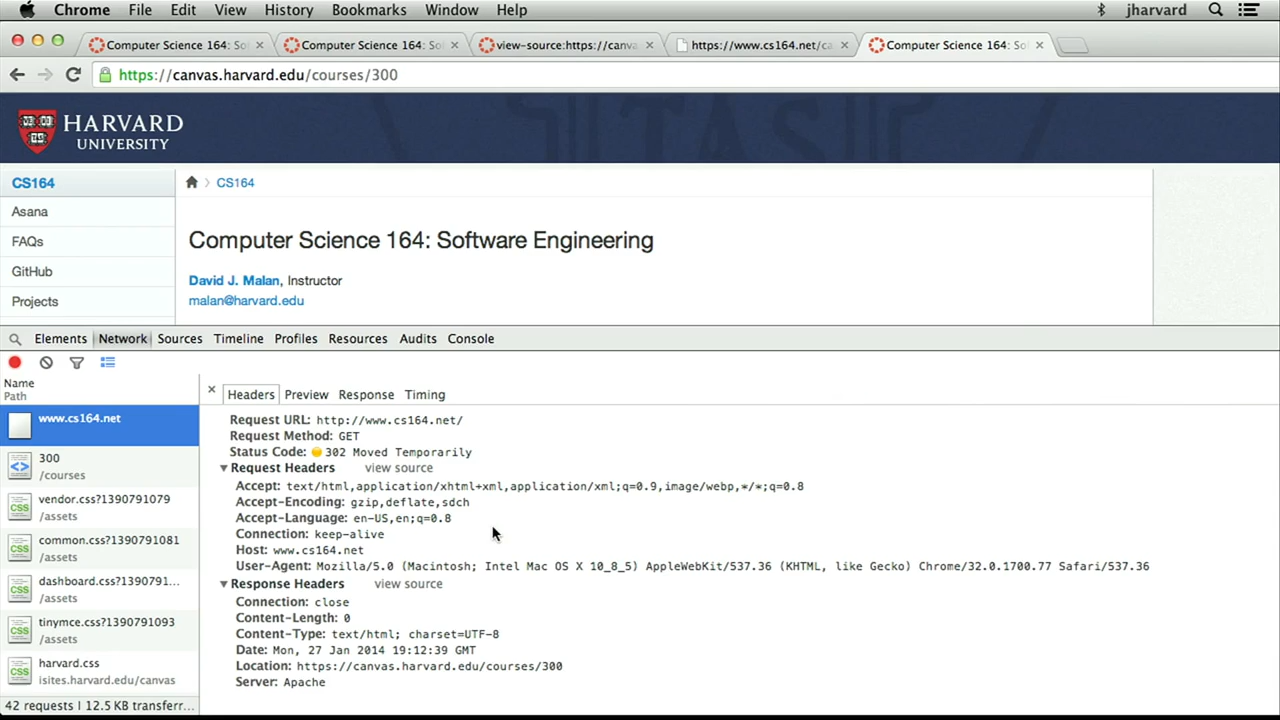 Chrome File Edit View History Bookmarks Window Help jharvard
Computer Science 164: So Computer Science 164: So view-source:https://canva https://www.cs164.net/ca Computer Science 164: So
https://canvas.harvard.edu/courses/300
HARVARD
UNIVERSITY
CS164
CS164
Asana
FAQs
GitHub
Projects
Computer Science 164: Software Engineering
David J. Malan, Instructor
malan@harvard.edu
Elements Network Sources Timeline Profiles Resources Audits Console
Name
Path
www.cs164.net
300
/courses
vendor.css?1390791079
/assets
common.css?1390791081
/assets
dashboard.css?1390791...
/assets
tinymce.css?1390791093
/assets
harvard.css
isites.harvard.edu/canvas
42 requests | 12.5 KB transferr...
× Headers Preview Response Timing
Request URL: http://www.cs164.net/
Request Method: GET
Status Code: 302 Moved Temporarily
Request Headers view source
Accept: text/html,application/xhtml+xml,application/xml;q=0.9,image/webp,*/*;q=0.8
Accept-Encoding: gzip,deflate,sdch
Accept-Language: en-US,en;q=0.8
Connection: keep-alive
Host: www.cs164.net
User-Agent: Mozilla/5.0 (Macintosh; Intel Mac OS X 10_8_5) AppleWebKit/537.36 (KHTML, like Gecko) Chrome/32.0.1700.77 Safari/537.36
Response Headers view source
Connection: close
Content-Length: 0
Content-Type: text/html; charset=UTF-8
Date: Mon, 27 Jan 2014 19:12:39 GMT
Location: https://canvas.harvard.edu/courses/300
Server: Apache